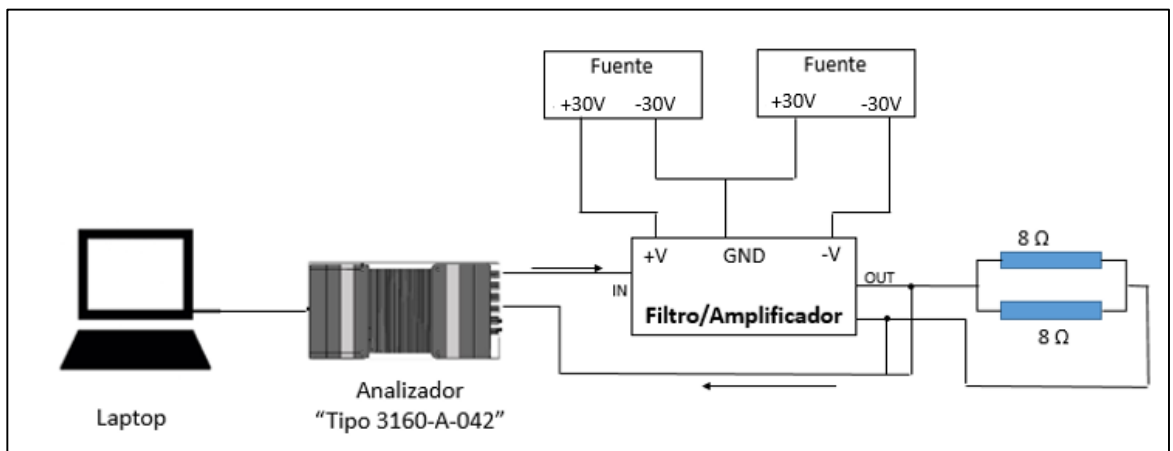 Fuente
+30V -30V
Fuente
+30V -30V
+V GND -V
IN
OUT
Filtro/Amplificador
8 Ω
8 Ω
Laptop
Analizador
“Tipo 3160-A-042”